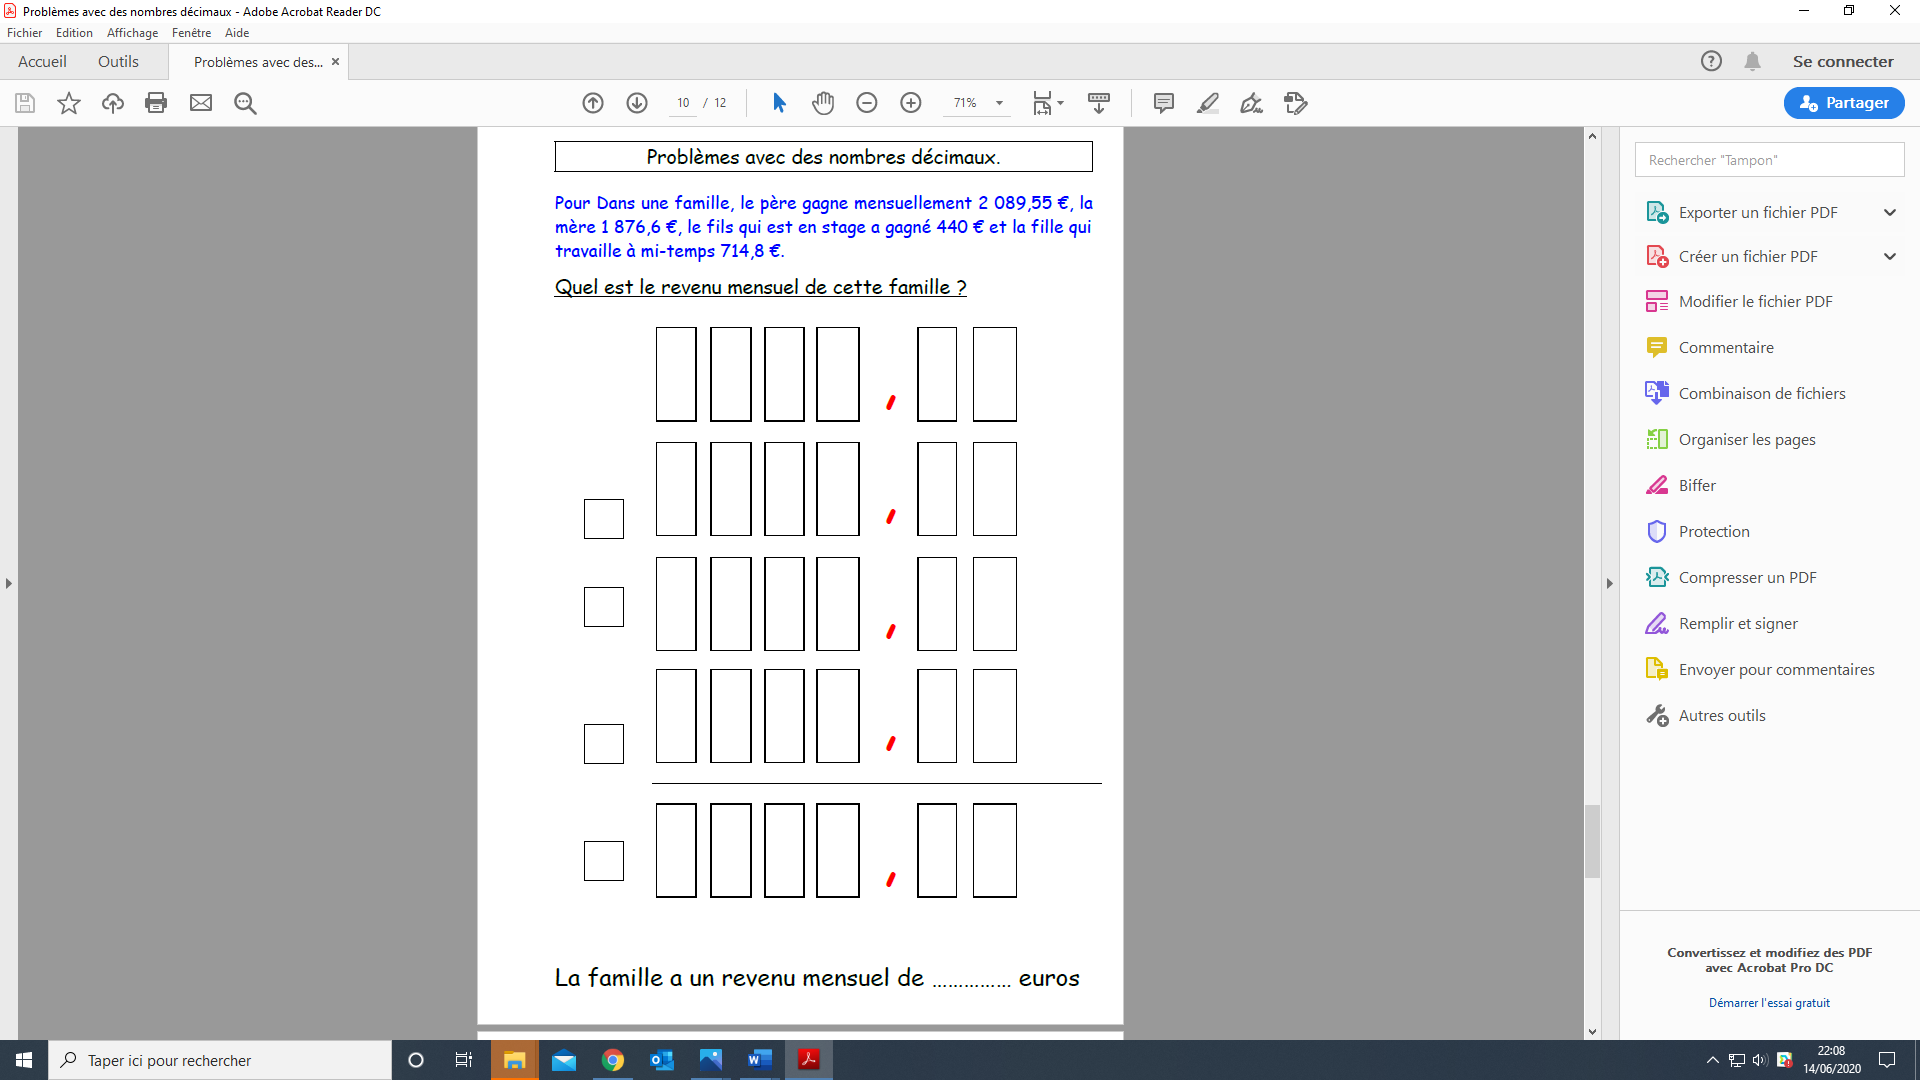 Problèmes avec des nombres décimaux - Adobe Acrobat Reader DC
Fichier Edition Affichage Fenêtre Aide
Accueil Outils Problèmes avec des... × Se connecter
10 / 12 71% Partager
Problèmes avec des nombres décimaux.
Pour Dans une famille, le père gagne mensuellement 2 089,55 €, la
mère 1 876,6 €, le fils qui est en stage a gagné 440 € et la fille qui
travaille à mi-temps 714,8 €.
Quel est le revenu mensuel de cette famille ?
,
,
,
,
,
La famille a un revenu mensuel de …………… euros
Rechercher "Tampon"
Exporter un fichier PDF
Créer un fichier PDF
Modifier le fichier PDF
Commentaire
Combinaison de fichiers
Organiser les pages
Biffer
Protection
Compresser un PDF
Remplir et signer
Envoyer pour commentaires
Autres outils
Convertissez et modifiez des PDF
avec Acrobat Pro DC
Démarrer l'essai gratuit
Taper ici pour rechercher
22:08
14/06/2020